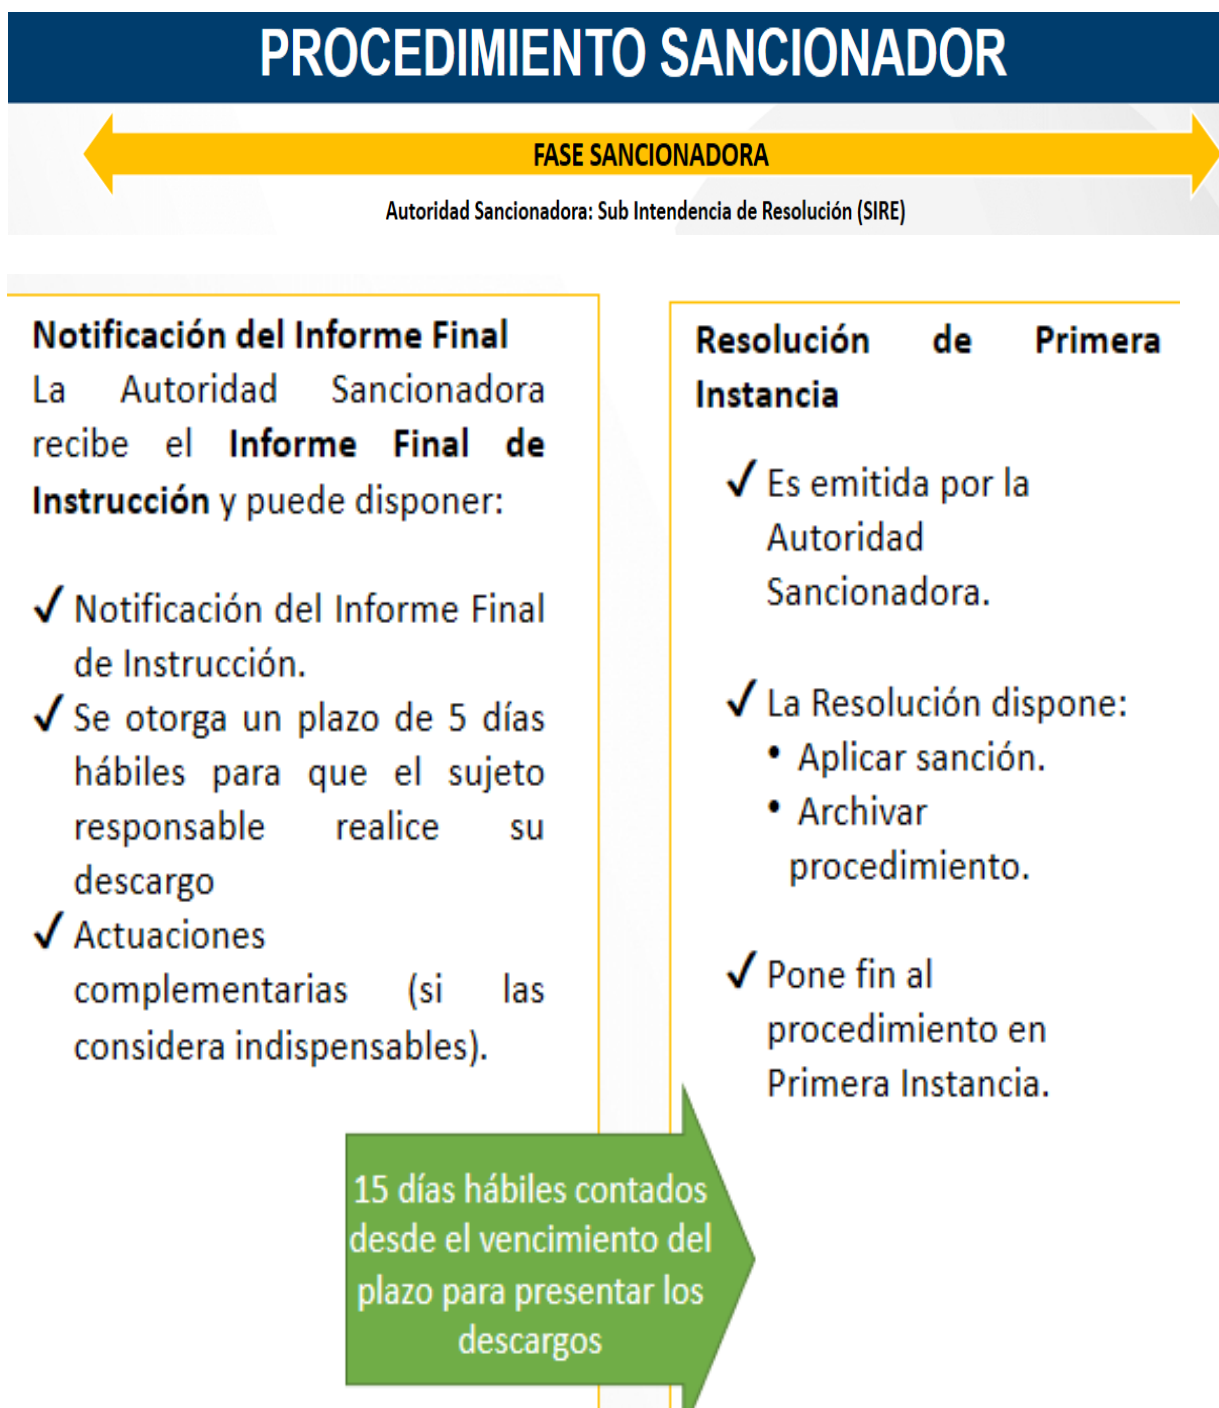 PROCEDIMIENTO SANCIONADOR
FASE SANCIONADORA
Autoridad Sancionadora: Sub Intendencia de Resolución (SIRE)
Notificación del Informe Final
La Autoridad Sancionadora
recibe el Informe Final de
Instrucción y puede disponer:
✓ Notificación del Informe Final
de Instrucción.
✓ Se otorga un plazo de 5 días
hábiles para que el sujeto
responsable realice su
descargo
✓ Actuaciones
complementarias (si las
considera indispensables).
Resolución de Primera
Instancia
✓ Es emitida por la
Autoridad
Sancionadora.
✓ La Resolución dispone:
• Aplicar sanción.
• Archivar
procedimiento.
✓ Pone fin al
procedimiento en
Primera Instancia.
15 días hábiles contados
desde el vencimiento del
plazo para presentar los
descargos